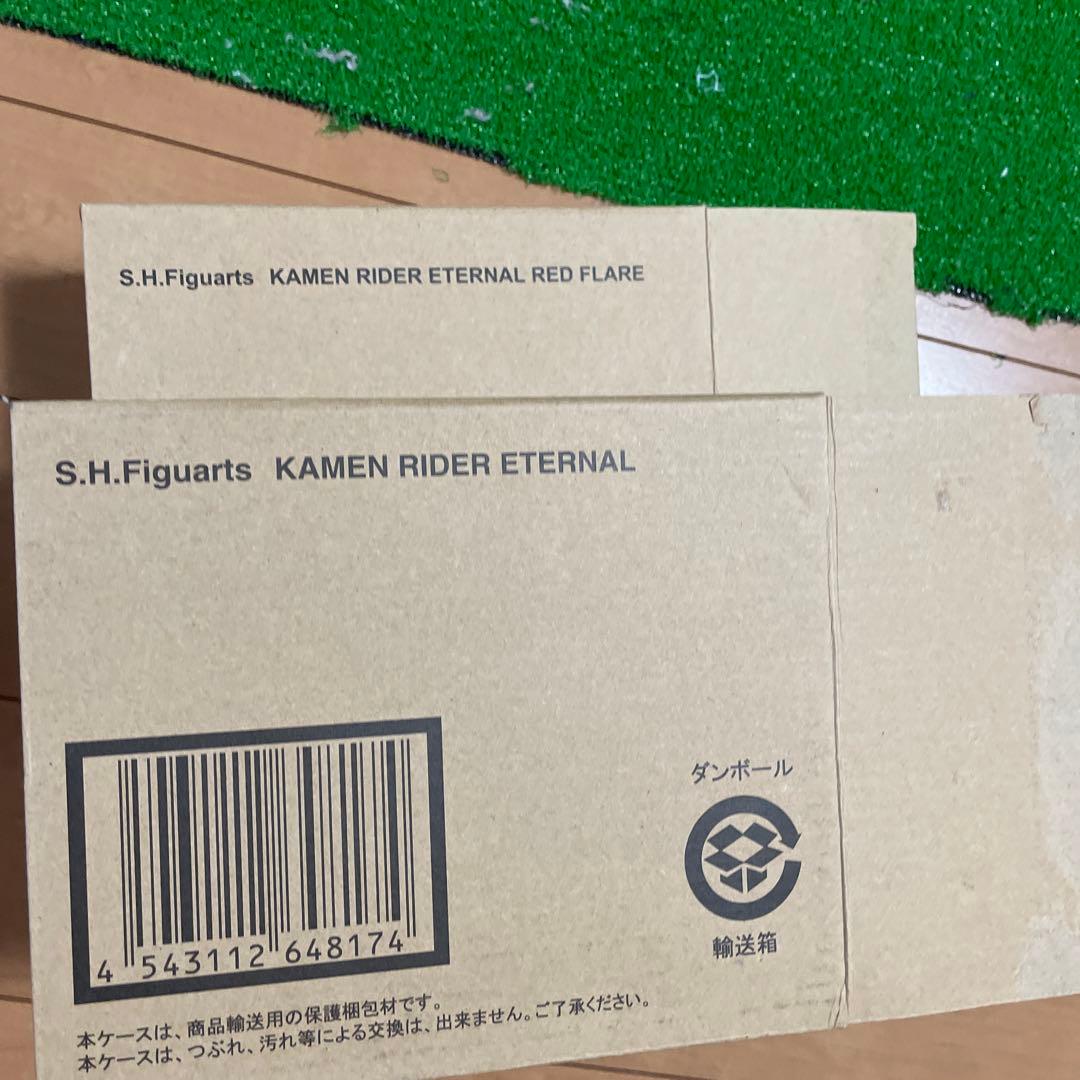 S.H.Figuarts KAMEN RIDER ETERNAL RED FLARE
S.H.Figuarts KAMEN RIDER ETERNAL
ダンボール
輸送箱
4 543112 648174
本ケースは、商品輸送用の保護梱包材です。
本ケースは、つぶれ、汚れ等による交換は、出来ません。ご了承ください。